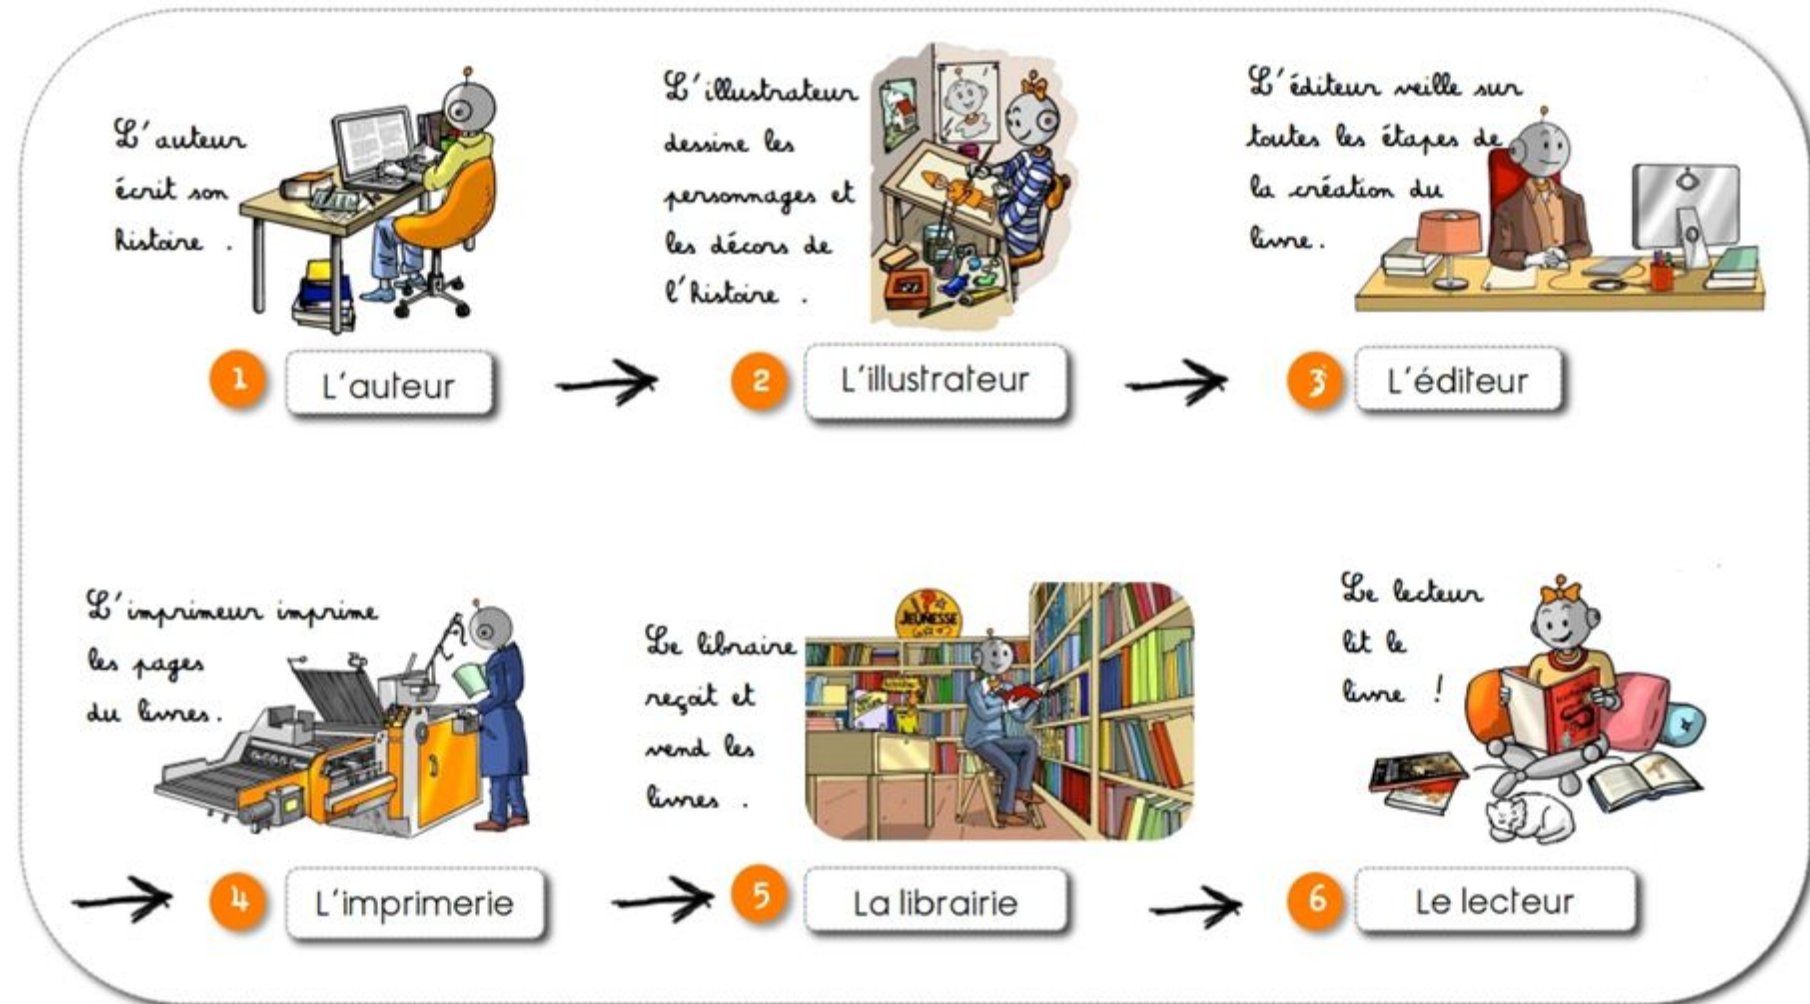 L'auteur
écrit son
histoire .
L'illustrateur
dessine les
personnages et
les décors de
l'histoire .
L'éditeur veille sur
toutes les étapes de
la création du
livre.
1 L'auteur
2 L'illustrateur
3 L'éditeur
L'imprimeur imprime
les pages
du livres.
JEUNESSE
Le libraire
reçoit et
vend les
livres .
Le lecteur
lit le
livre !
4 L'imprimerie
5 La librairie
6 Le lecteur